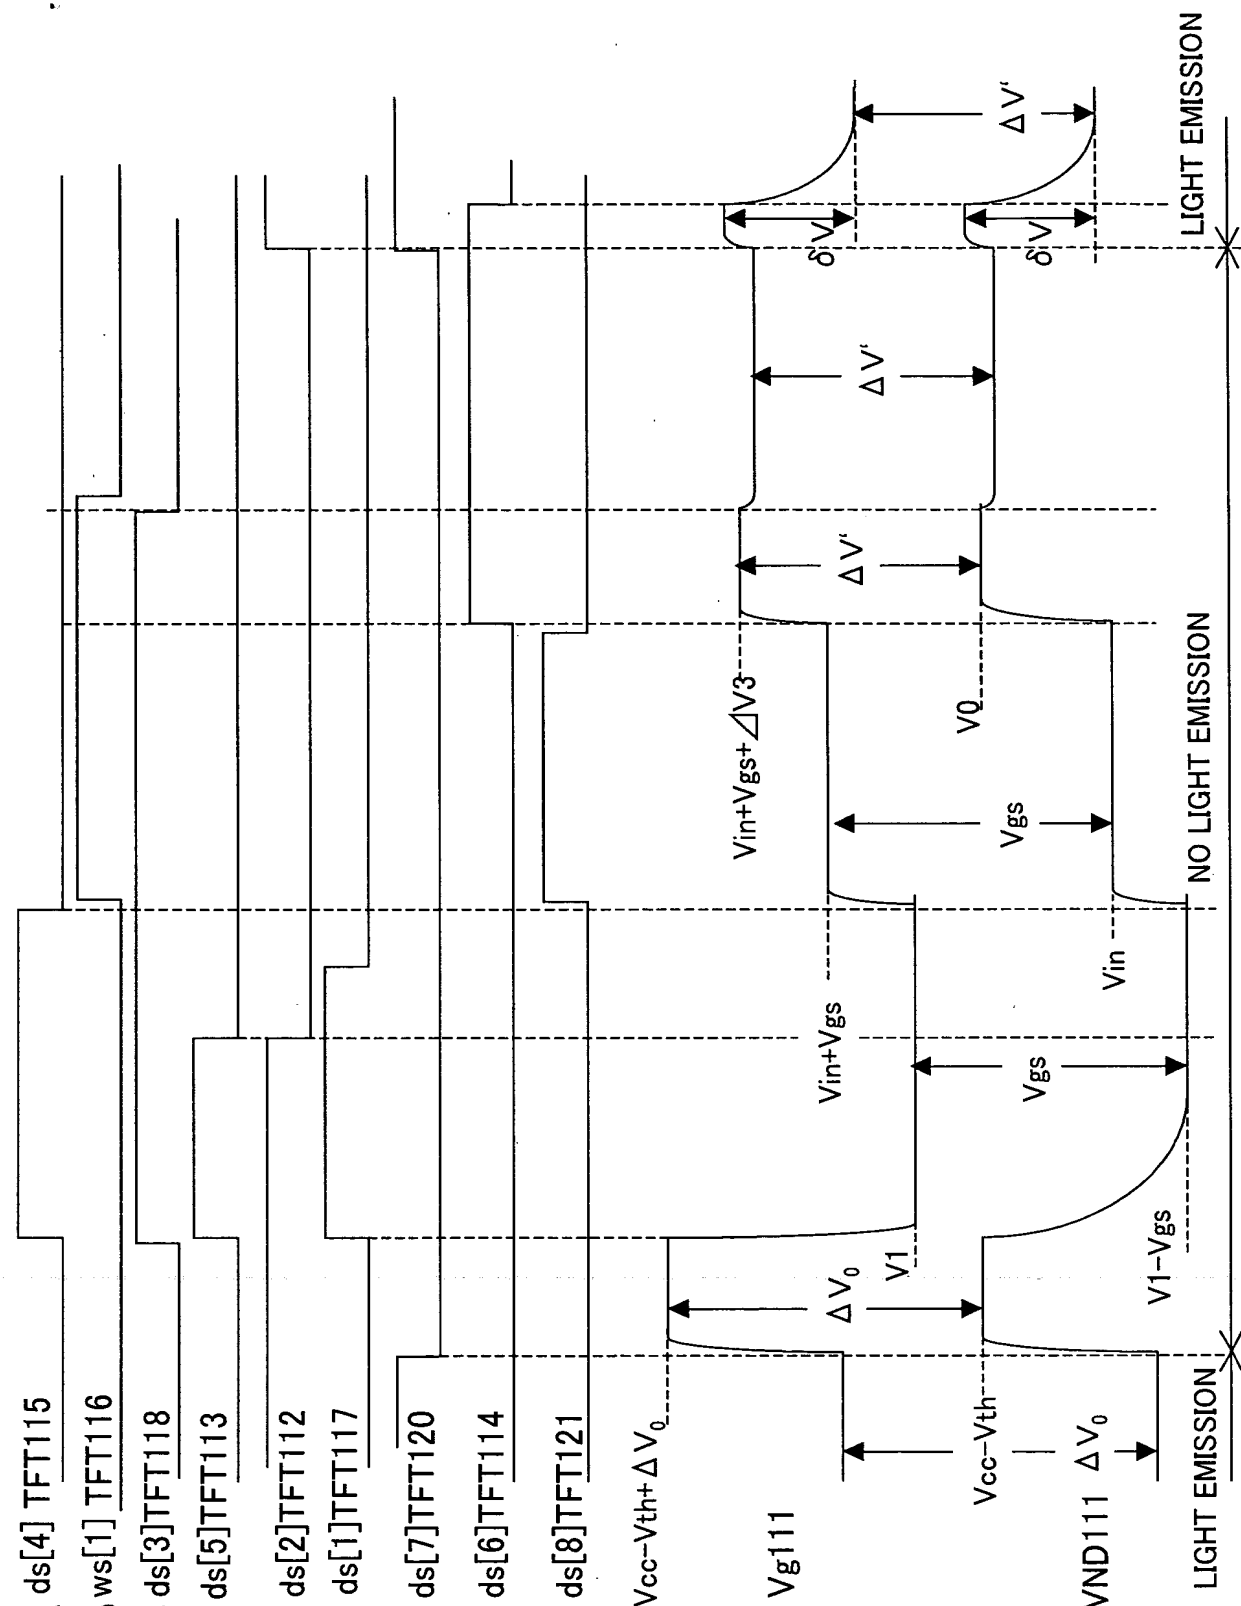 ds[4] TFT115
ws[1] TFT116
ds[3]TFT118
ds[5]TFT113
ds[2]TFT112
ds[1]TFT117
ds[7]TFT120
ds[6]TFT114
ds[8]TFT121
Vcc-Vth+ΔV₀
Vg111
VND111
ΔV₀
ΔV₀
Vcc-Vth
V1
V1-Vgs
Vgs
Vin+Vgs
Vin
Vgs
Vin+Vgs+ΔV3
V0
ΔV‘
ΔV‘
δV
δV
ΔV‘
LIGHT EMISSION
NO LIGHT EMISSION
LIGHT EMISSION